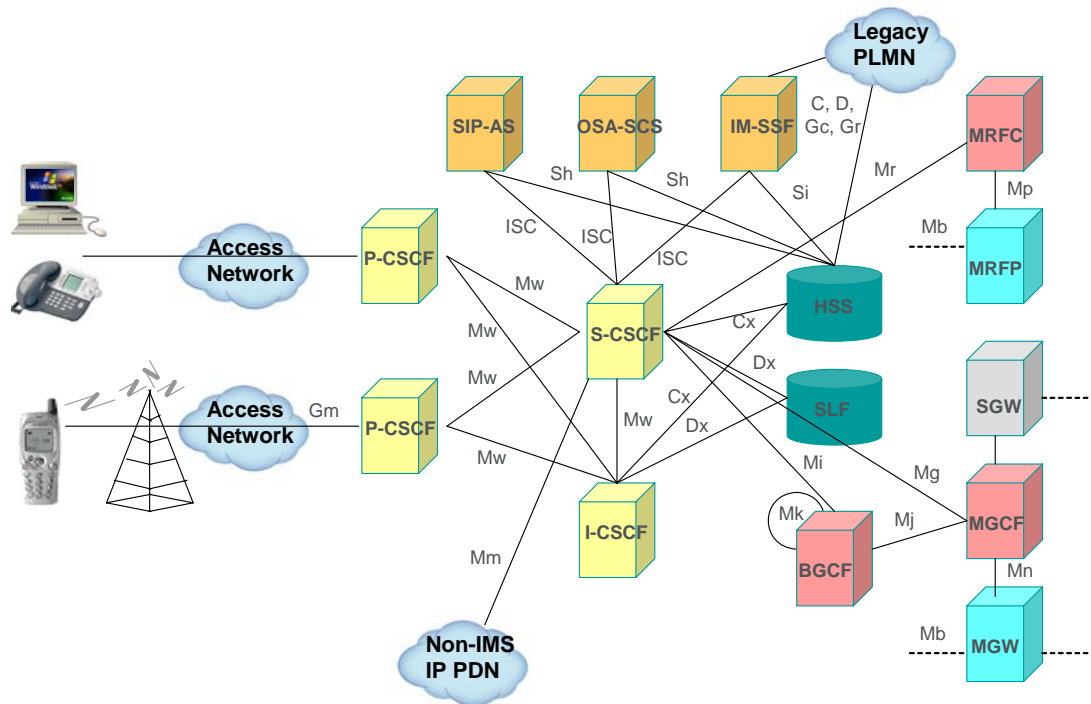 Legacy
PLMN
SIP-AS
OSA-SCS
IM-SSF
C, D,
Gc, Gr
MRFC
Sh
Sh
Si
Mr
Mp
Windows
ISC
ISC
ISC
Mb
MRFP
Access
Network
P-CSCF
Mw
HSS
S-CSCF
Cx
Mw
Dx
Mw
Cx
SLF
SGW
Access
Network
Gm
P-CSCF
Mw
Dx
Mw
Mi
Mg
Mk
Mj
MGCF
I-CSCF
Mm
BGCF
Mn
Non-IMS
IP PDN
Mb
MGW